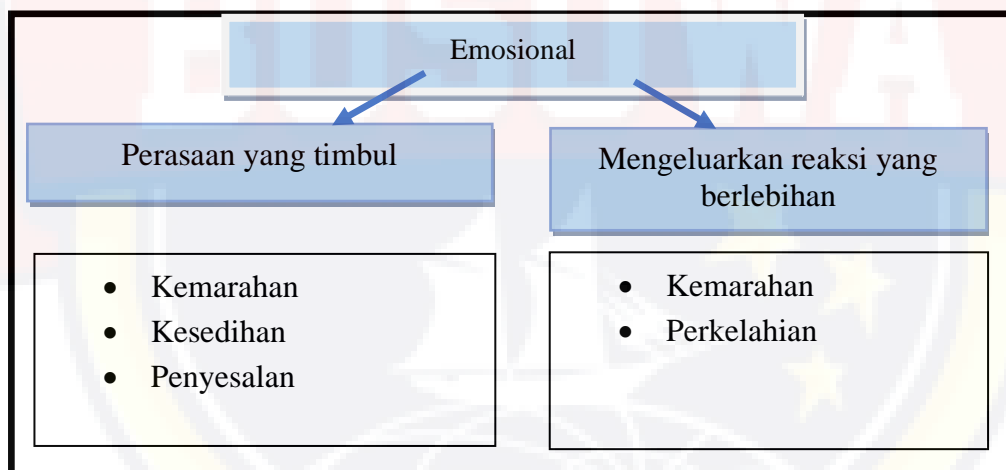 Emosional
Perasaan yang timbul
Mengeluarkan reaksi yang
berlebihan
• Kemarahan
• Kesedihan
• Penyesalan
• Kemarahan
• Perkelahian